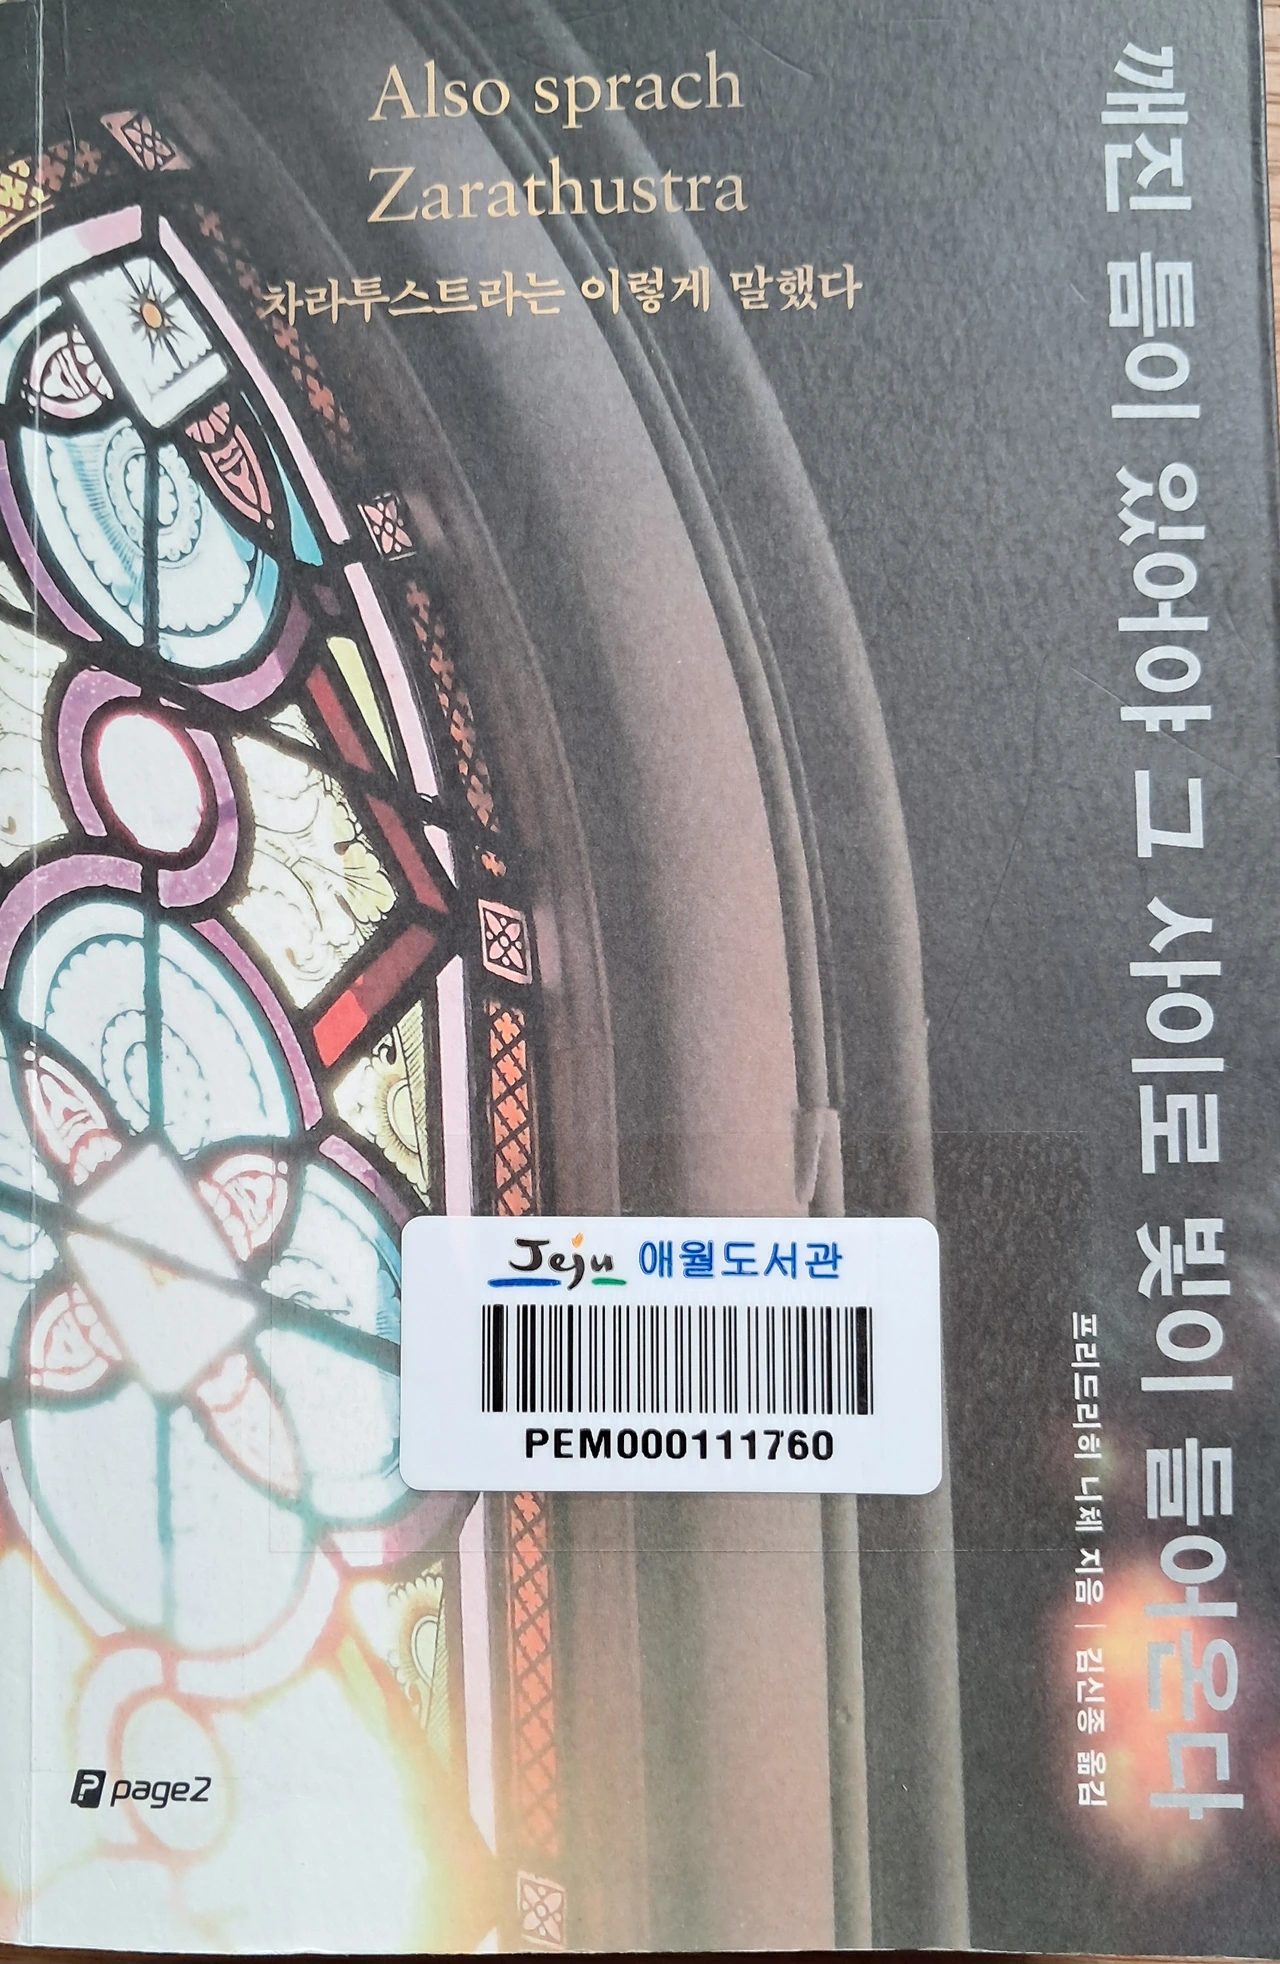 Also sprach
Zarathustra
차라투스트라는 이렇게 말했다
깨진 틈이 있어야 그 사이로 빛이 들어온다
프리드리히 니체 지음 | 김신종 옮김
Jeju 애월도서관
PEM000111760
page2